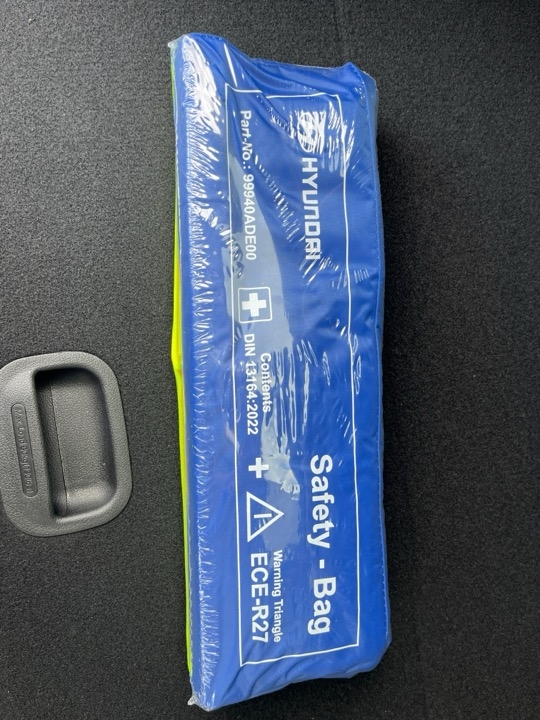 HYUNDAI
Safety - Bag
Part-No.: 99940ADE00
Contents
DIN 13164:2022
+
Warning Triangle
ECE-R27